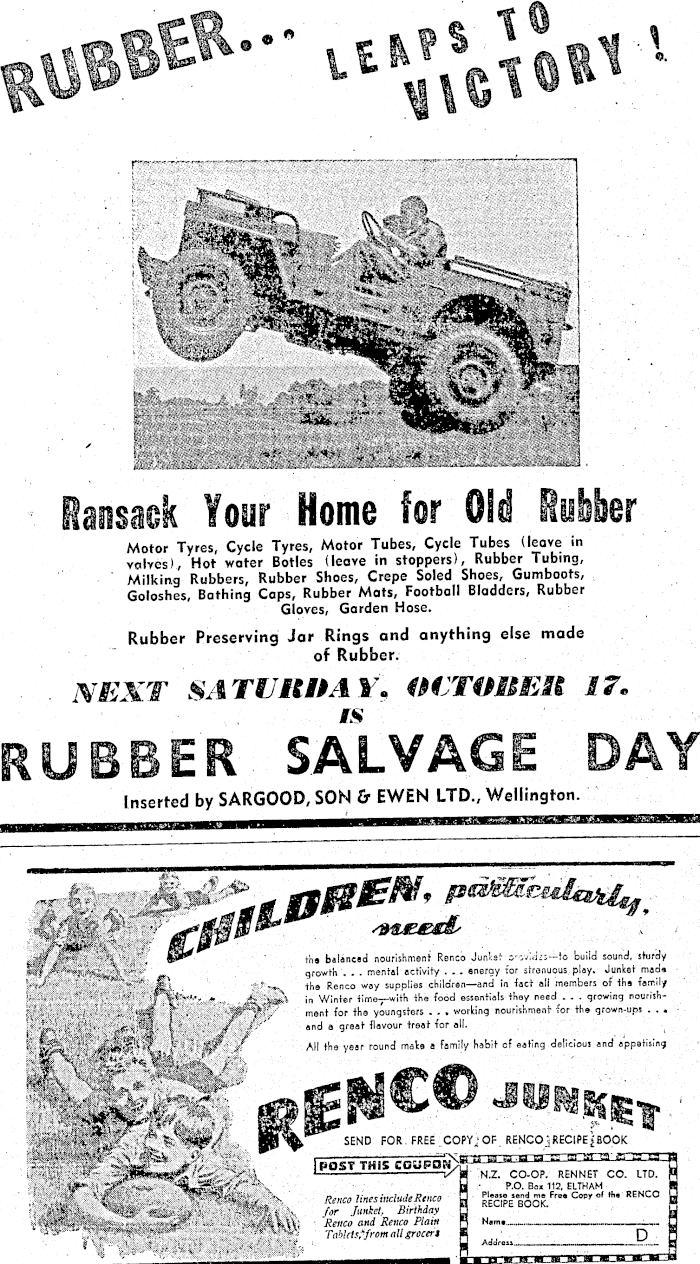 RUBBER...
LEAPS TO
VICTORY!
Ransack Your Home for Old Rubber
Motor Tyres, Cycle Tyres, Motor Tubes, Cycle Tubes (leave in
valves), Hot water Botles (leave in stoppers), Rubber Tubing,
Milking Rubbers, Rubber Shoes, Crepe Soled Shoes, Gumboots,
Goloshes, Bathing Caps, Rubber Mats, Football Bladders, Rubber
Gloves, Garden Hose.
Rubber Preserving Jar Rings and anything else made
of Rubber.
NEXT SATURDAY, OCTOBER 17.
IS
RUBBER SALVAGE DAY
Inserted by SARGOOD, SON & EWEN LTD., Wellington.
CHILDREN, particularly,
need
the balanced nourishment Renco Junket provides—to build sound, sturdy
growth . . . mental activity . . . energy for strenuous play. Junket made
the Renco way supplies children—and in fact all members of the family
in Winter time—with the food essentials they need . . . growing nourish-
ment for the youngsters . . . working nourishment for the grown-ups . . .
and a great flavour treat for all.
All the year round make a family habit of eating delicious and appetising
RENCO JUNKET
SEND FOR FREE COPY OF RENCO RECIPE BOOK
POST THIS COUPON
N.Z. CO-OP. RENNET CO. LTD.
P.O. Box 112, ELTHAM
Please send me Free Copy of the RENCO
RECIPE BOOK.
Name
Address D
Renco lines include Renco
for Junket, Birthday
Renco and Renco Plain
Tablets, from all grocers